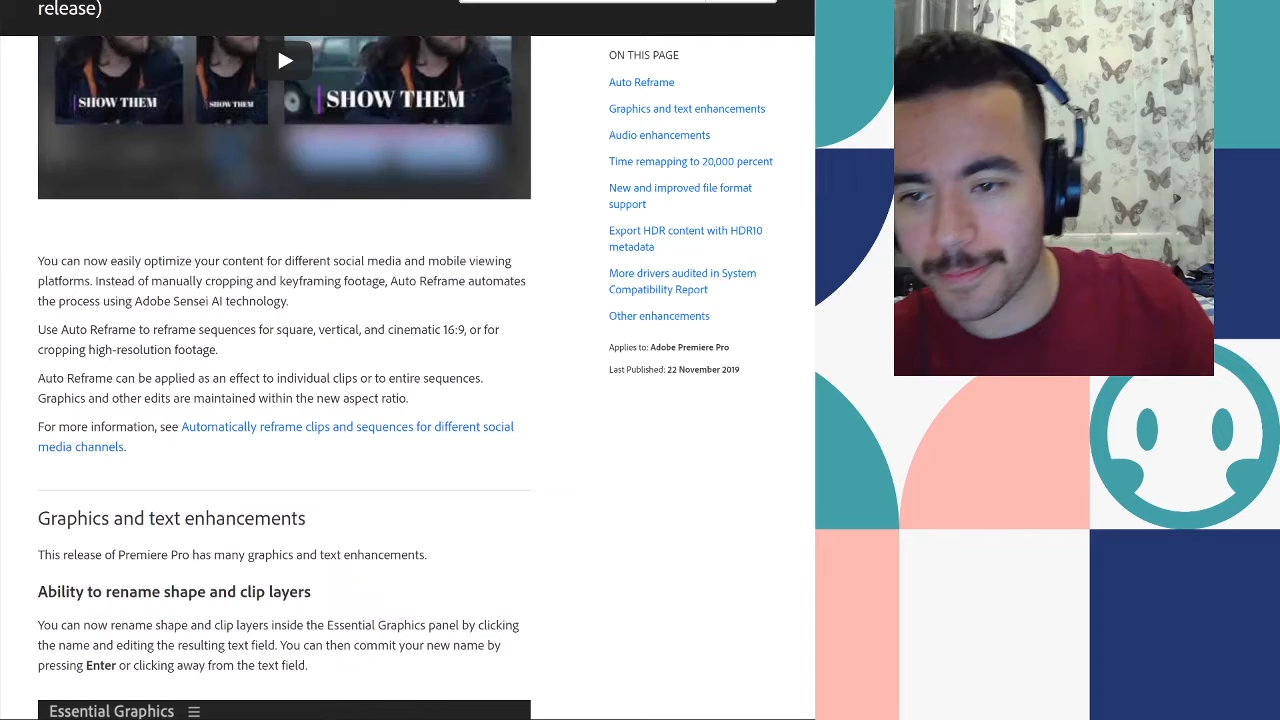 release)
SHOW THEM
SHOW THEM
SHOW THEM
You can now easily optimize your content for different social media and mobile viewing
platforms. Instead of manually cropping and keyframing footage, Auto Reframe automates
the process using Adobe Sensei AI technology.
Use Auto Reframe to reframe sequences for square, vertical, and cinematic 16:9, or for
cropping high-resolution footage.
Auto Reframe can be applied as an effect to individual clips or to entire sequences.
Graphics and other edits are maintained within the new aspect ratio.
For more information, see Automatically reframe clips and sequences for different social
media channels.
Graphics and text enhancements
This release of Premiere Pro has many graphics and text enhancements.
Ability to rename shape and clip layers
You can now rename shape and clip layers inside the Essential Graphics panel by clicking
the name and editing the resulting text field. You can then commit your new name by
pressing Enter or clicking away from the text field.
Essential Graphics
ON THIS PAGE
Auto Reframe
Graphics and text enhancements
Audio enhancements
Time remapping to 20,000 percent
New and improved file format
support
Export HDR content with HDR10
metadata
More drivers audited in System
Compatibility Report
Other enhancements
Applies to: Adobe Premiere Pro
Last Published: 22 November 2019